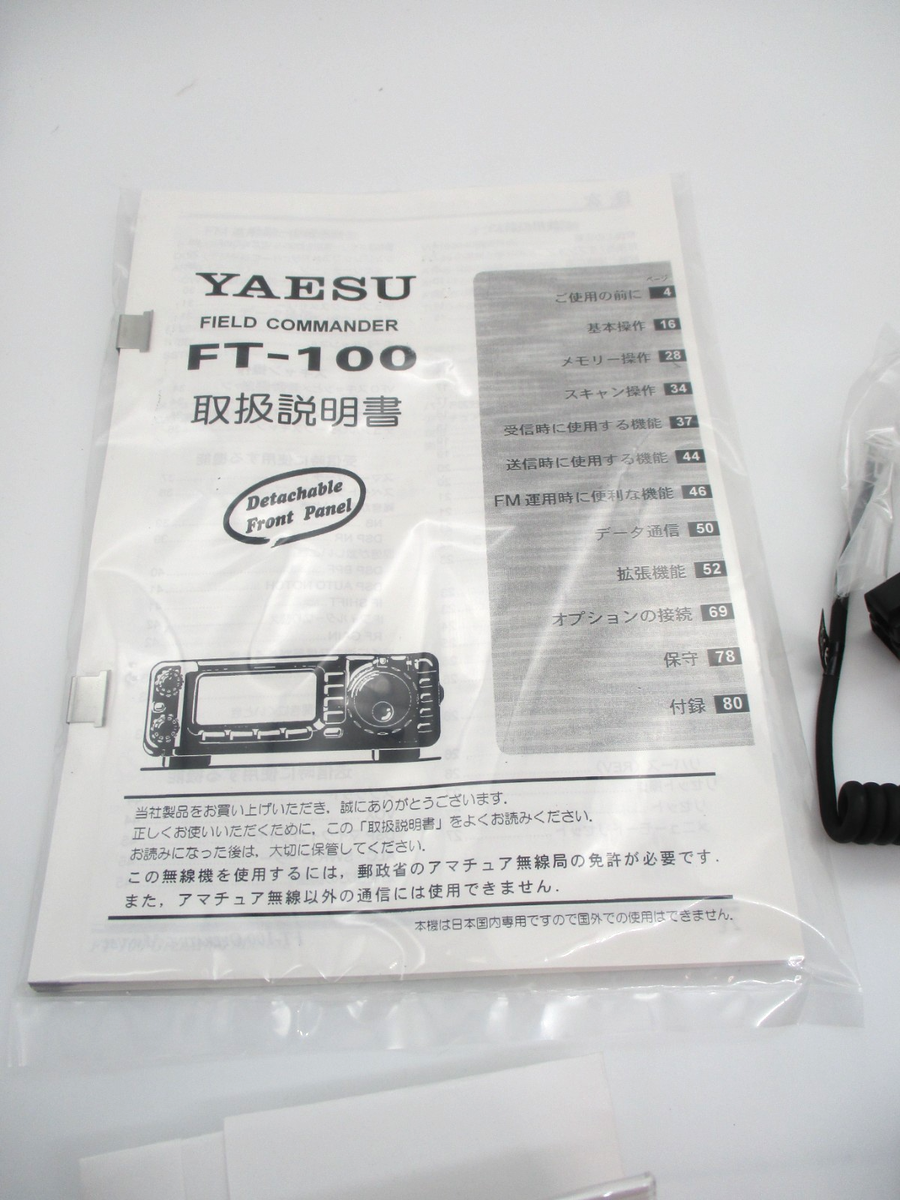 YAESU
FIELD COMMANDER
FT-100
取扱説明書
Detachable
Front Panel
ページ
ご使用の前に 4
基本操作 16
メモリー操作 28
スキャン操作 34
受信時に使用する機能 37
送信時に使用する機能 44
FM運用時に便利な機能 46
データ通信 50
拡張機能 52
オプションの接続 69
保守 78
付録 80
当社製品をお買い上げいただき，誠にありがとうございます．
正しくお使いいただくために，この「取扱説明書」をよくお読みください．
お読みになった後は，大切に保管してください．
この無線機を使用するには，郵政省のアマチュア無線局の免許が必要です．
また，アマチュア無線以外の通信には使用できません．
本機は日本国内専用ですので国外での使用はできません．